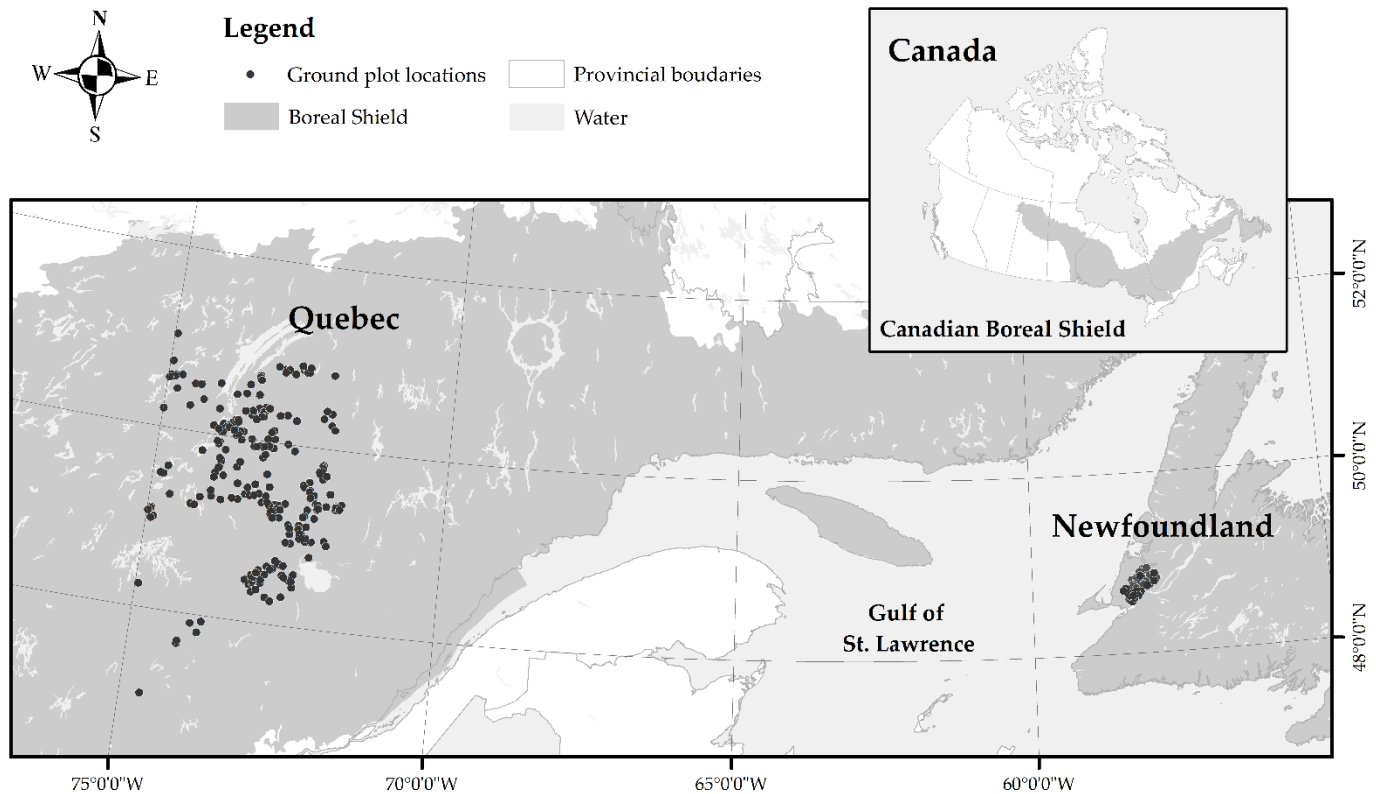 N
W
E
S
Legend
Ground plot locations
Provincial boudaries
Boreal Shield
Water
Canada
Canadian Boreal Shield
Quebec
Newfoundland
Gulf of
St. Lawrence
52°0'0"N
50°0'0"N
48°0'0"N
75°0'0"W
70°0'0"W
65°0'0"W
60°0'0"W